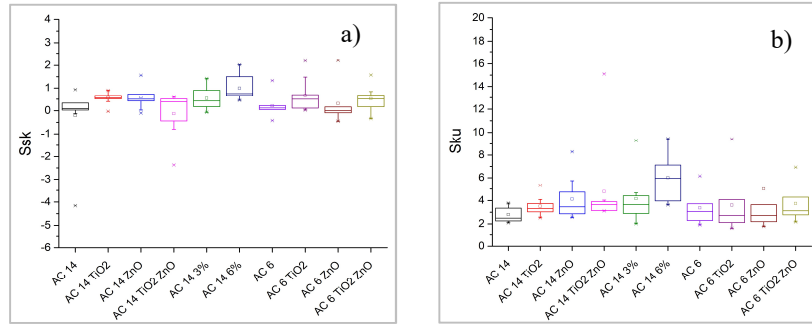 a)
Ssk
4
3
2
1
0
-1
-2
-3
-4
-5
-6
AC 14
AC 14 TiO2
AC 14 ZnO
AC 14 TiO2 ZnO
AC 14 3%
AC 14 6%
AC 6
AC 6 TiO2
AC 6 ZnO
AC 6 TiO2 ZnO
b)
Sku
20
18
16
14
12
10
8
6
4
2
0
AC 14
AC 14 TiO2
AC 14 ZnO
AC 14 TiO2 ZnO
AC 14 3%
AC 14 6%
AC 6
AC 6 TiO2
AC 6 ZnO
AC 6 TiO2 ZnO